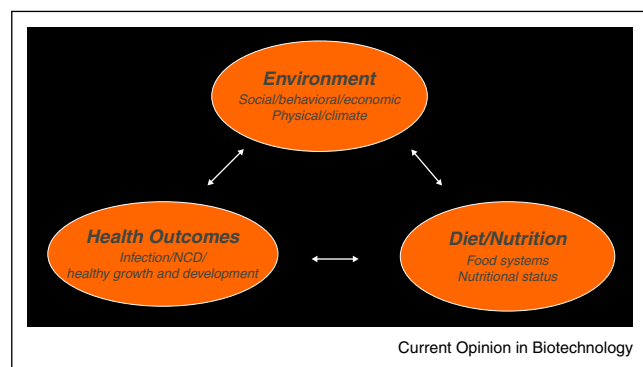 Environment
Social/behavioral/economic
Physical/climate
Health Outcomes
Infection/NCD/
healthy growth and development
Diet/Nutrition
Food systems
Nutritional status
Current Opinion in Biotechnology